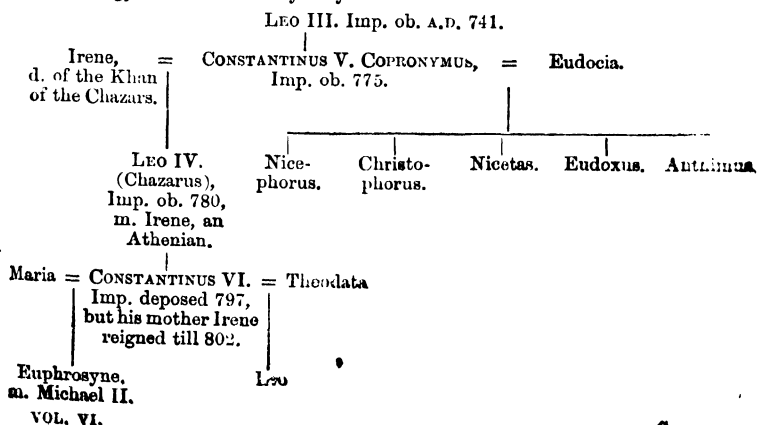 LEO III. Imp. ob. A.D. 741.
Irene, = CONSTANTINUS V. COPRONYMUS, = Eudocia.
d. of the Khan Imp. ob. 775.
of the Chazars.
LEO IV. Nice- Christo- Nicetas. Eudoxus. Anthimus
(Chazarus), phorus. phorus.
Imp. ob. 780,
m. Irene, an
Athenian.
Maria = CONSTANTINUS VI. = Theodata
Imp. deposed 797,
but his mother Irene
reigned till 802.
Euphrosyne. Leo
m. Michael II.
VOL. VI.